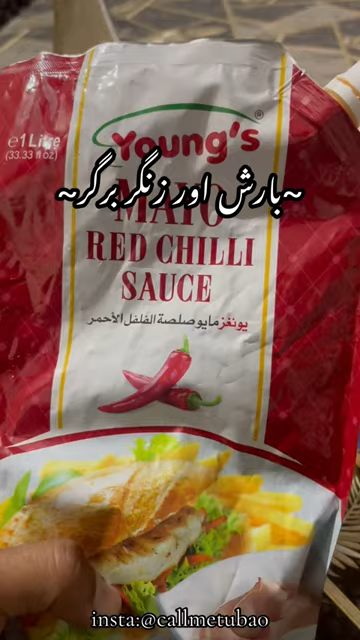 Young's®
℮1 Litre
(33.33 fl oz)
~بارش اور زنگر برگر~
MAYO
RED CHILLI
SAUCE
يونغز مايو صلصة الفلفل الأحمر
insta:@callmetubao